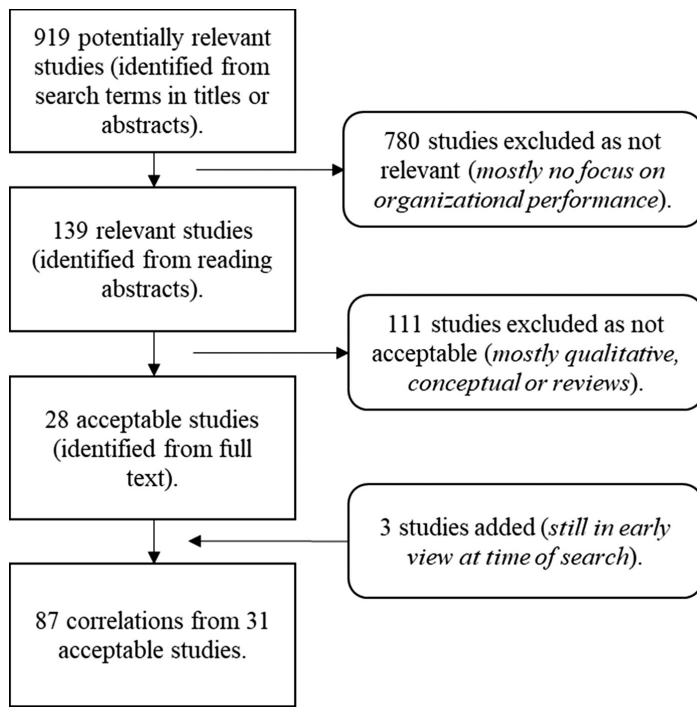 919 potentially relevant
studies (identified from
search terms in titles or
abstracts).
780 studies excluded as not
relevant (mostly no focus on
organizational performance).
139 relevant studies
(identified from reading
abstracts).
111 studies excluded as not
acceptable (mostly qualitative,
conceptual or reviews).
28 acceptable studies
(identified from full
text).
3 studies added (still in early
view at time of search).
87 correlations from 31
acceptable studies.